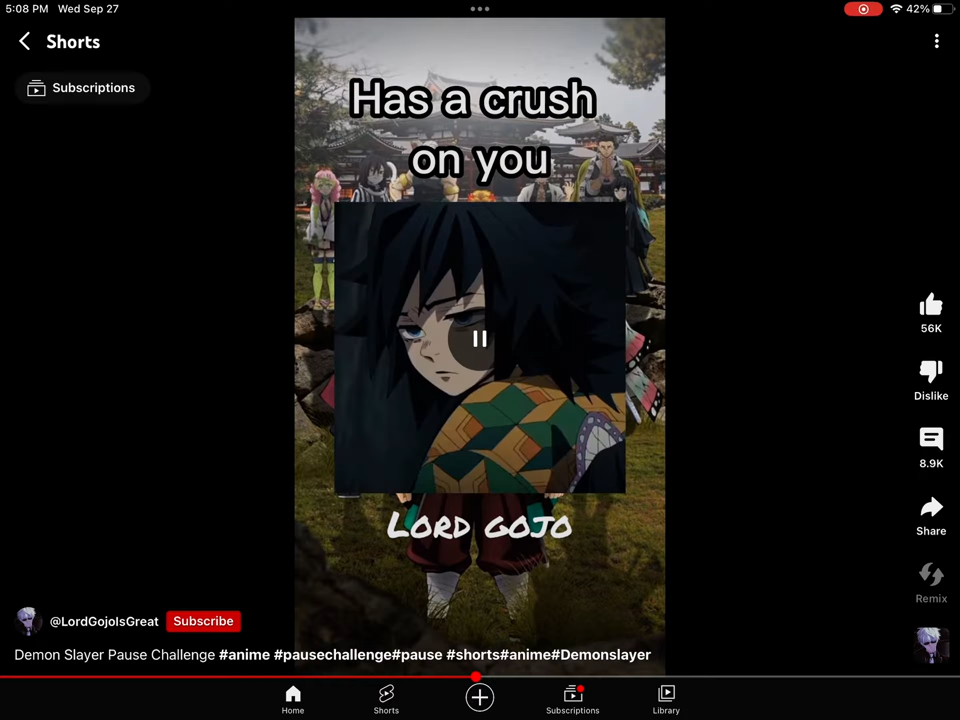 5:08 PM Wed Sep 27
42%
Shorts
Subscriptions
Has a crush
on you
LORD GOJO
56K
Dislike
8.9K
Share
Remix
@LordGojoIsGreat Subscribe
Demon Slayer Pause Challenge #anime #pausechallenge#pause #shorts#anime#Demonslayer
Home
Shorts
Subscriptions
Library